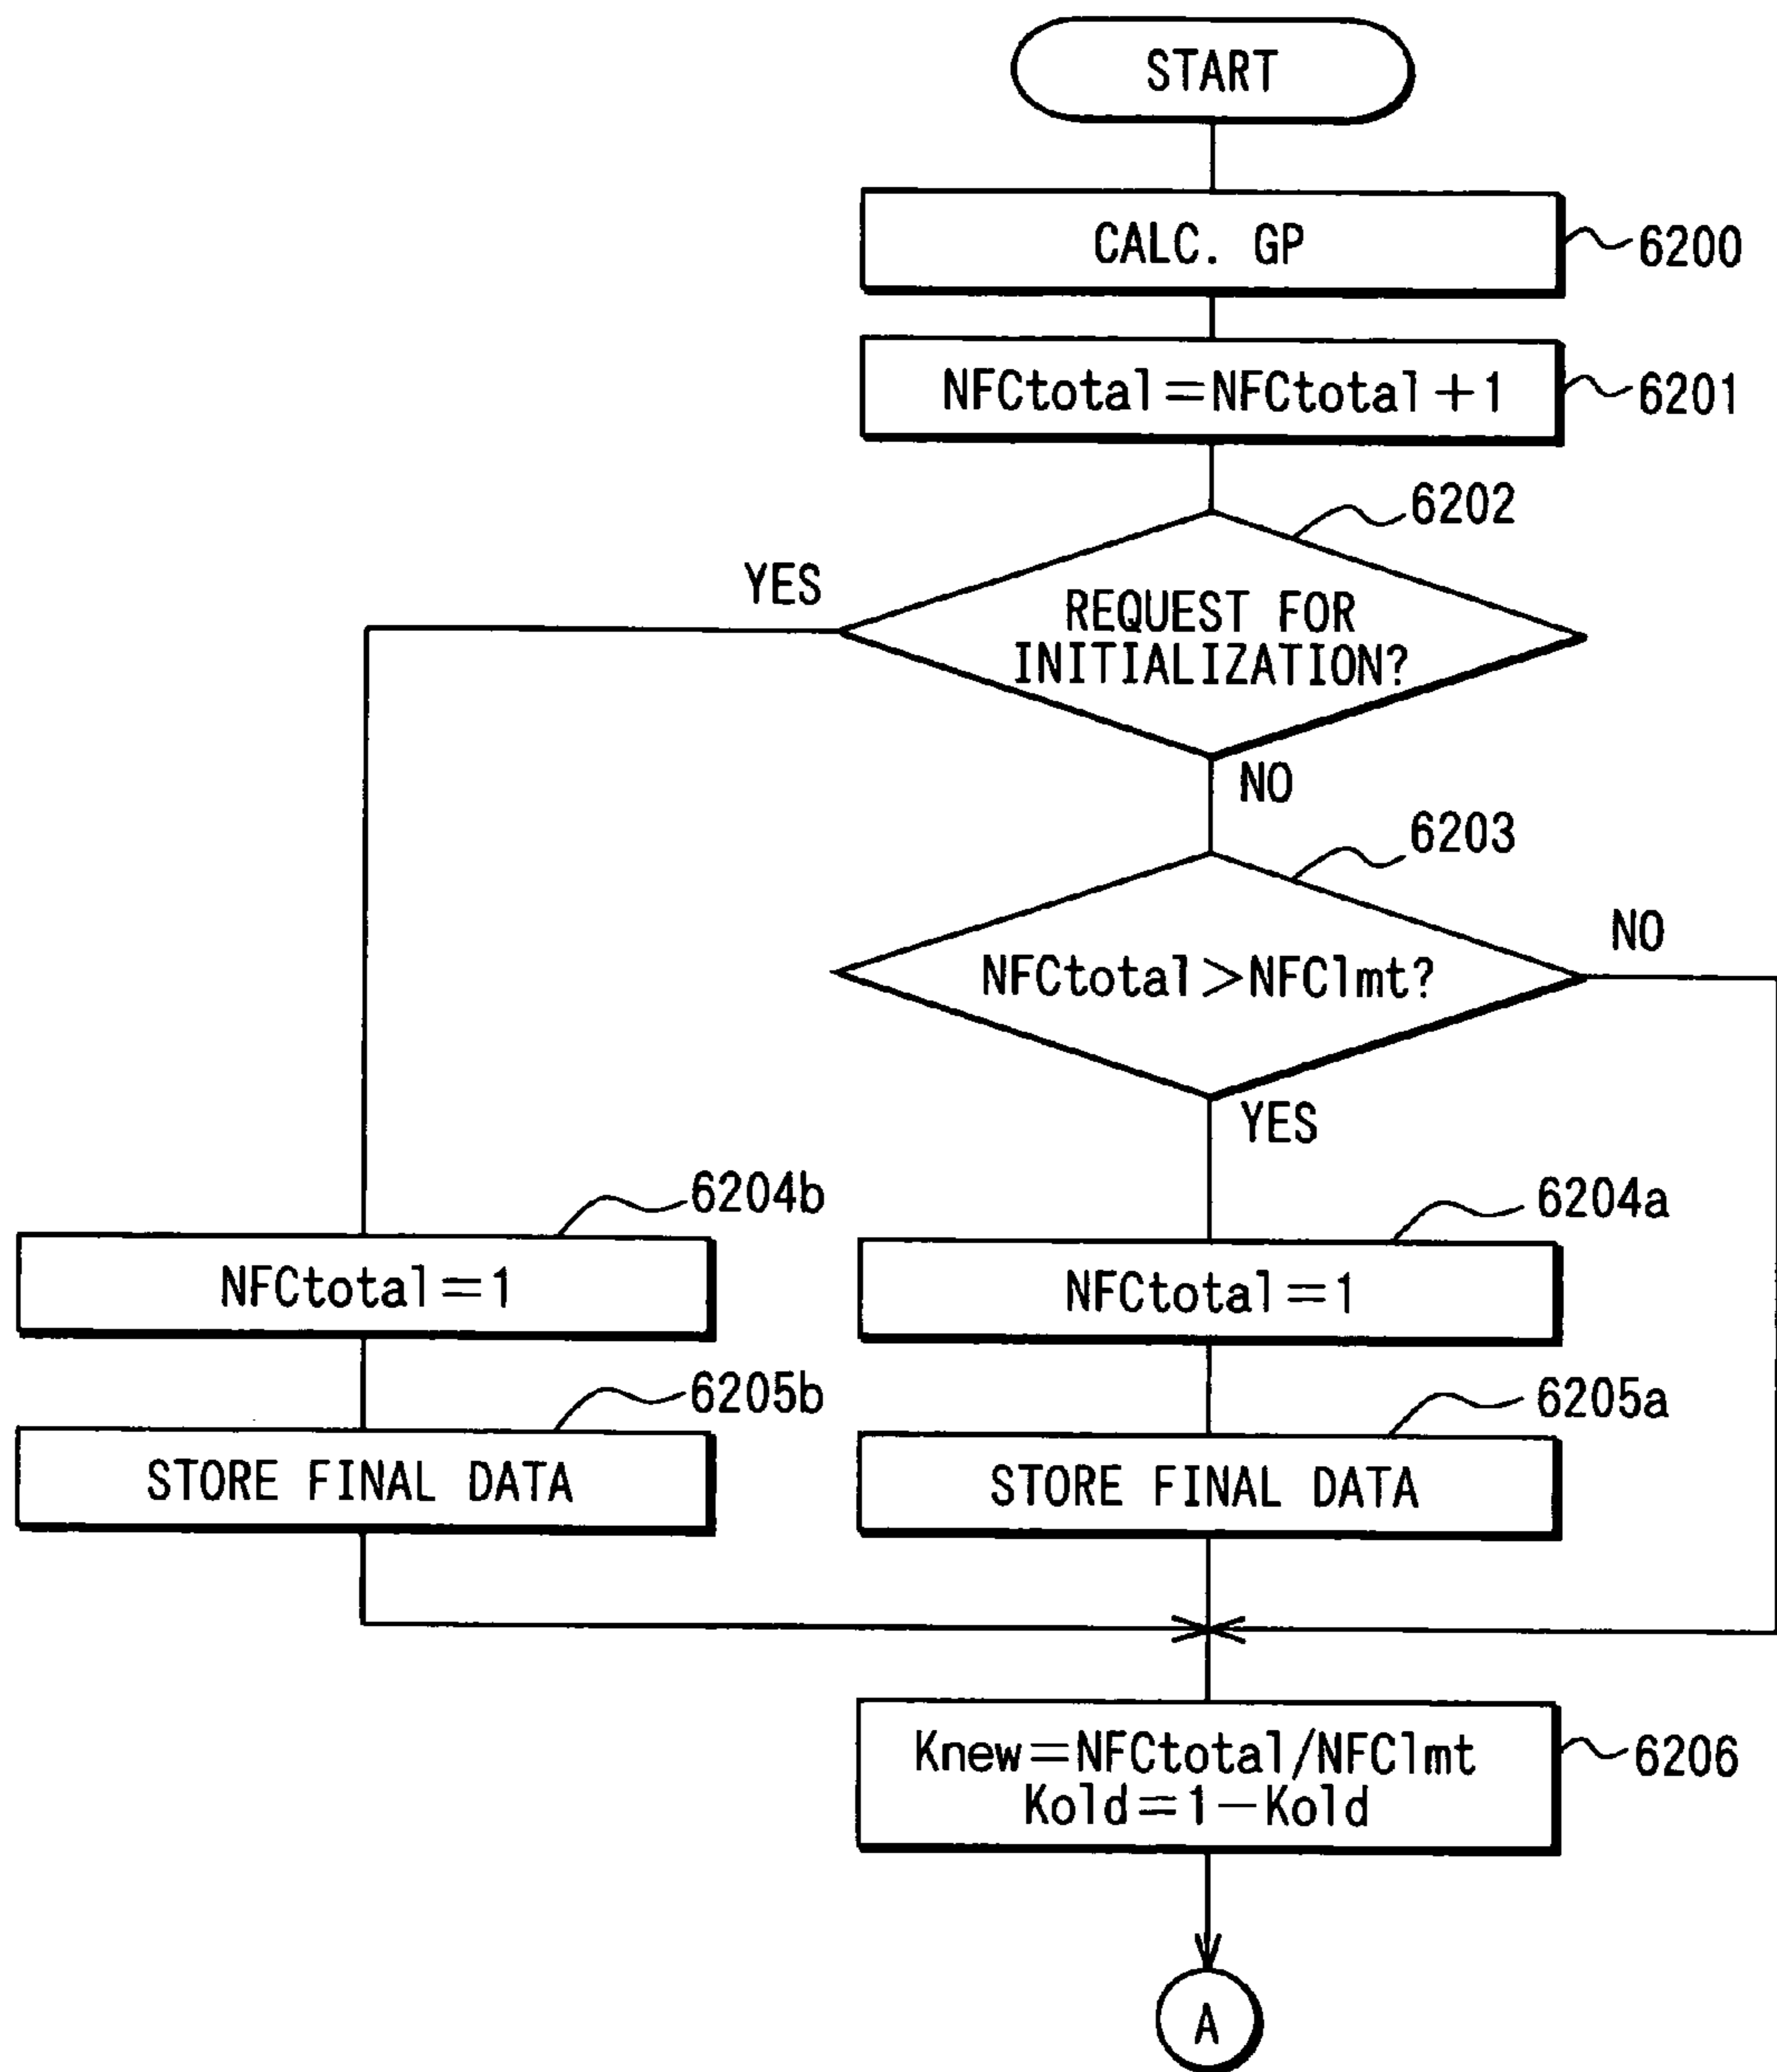 START
CALC. GP
6200
NFCtotal=NFCtotal+1
6201
6202
YES
REQUEST FOR
INITIALIZATION?
NO
6203
NO
NFCtotal>NFClmt?
YES
6204b
6204a
NFCtotal=1
NFCtotal=1
6205b
6205a
STORE FINAL DATA
STORE FINAL DATA
Knew=NFCtotal/NFClmt
Kold=1-Kold
6206
A